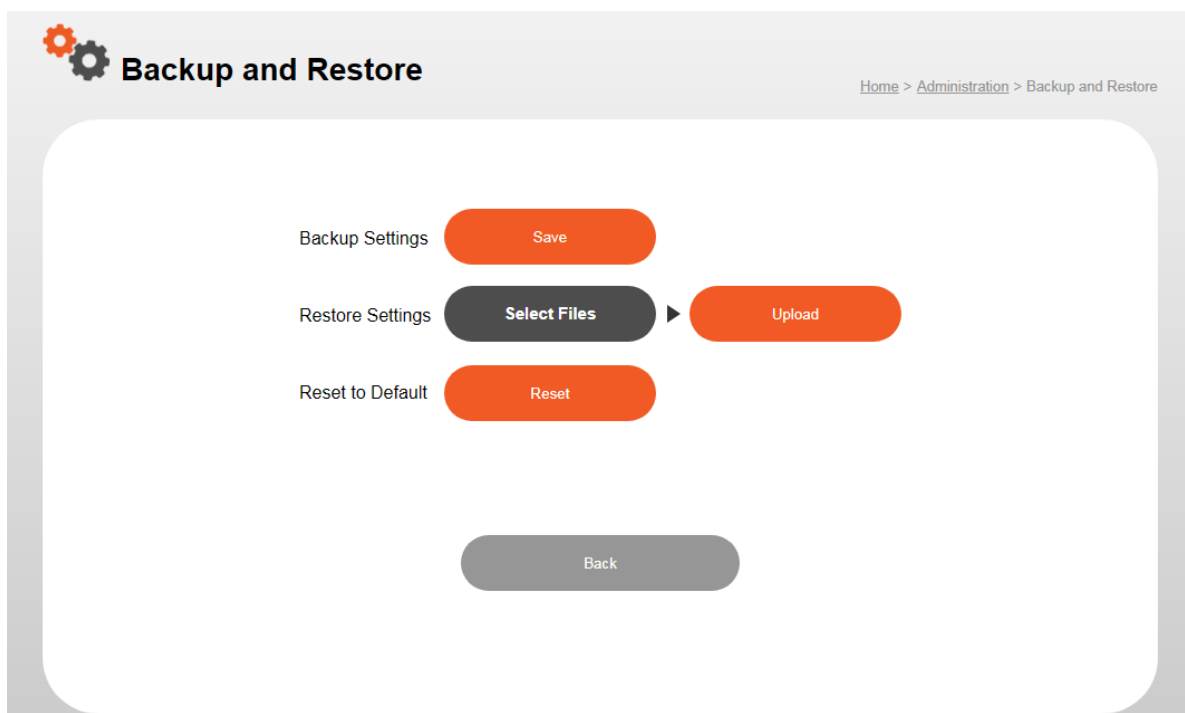 Backup and Restore
Home > Administration > Backup and Restore
Backup Settings Save
Restore Settings Select Files Upload
Reset to Default Reset
Back